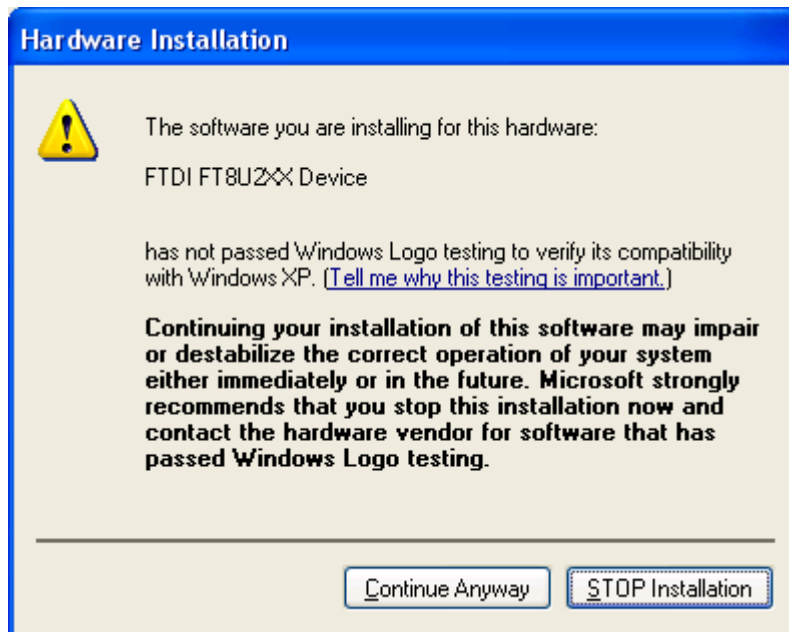 Hardware Installation
The software you are installing for this hardware:
FTDI FT8U2XX Device
has not passed Windows Logo testing to verify its compatibility
with Windows XP. (Tell me why this testing is important.)
Continuing your installation of this software may impair
or destabilize the correct operation of your system
either immediately or in the future. Microsoft strongly
recommends that you stop this installation now and
contact the hardware vendor for software that has
passed Windows Logo testing.
Continue Anyway
STOP Installation